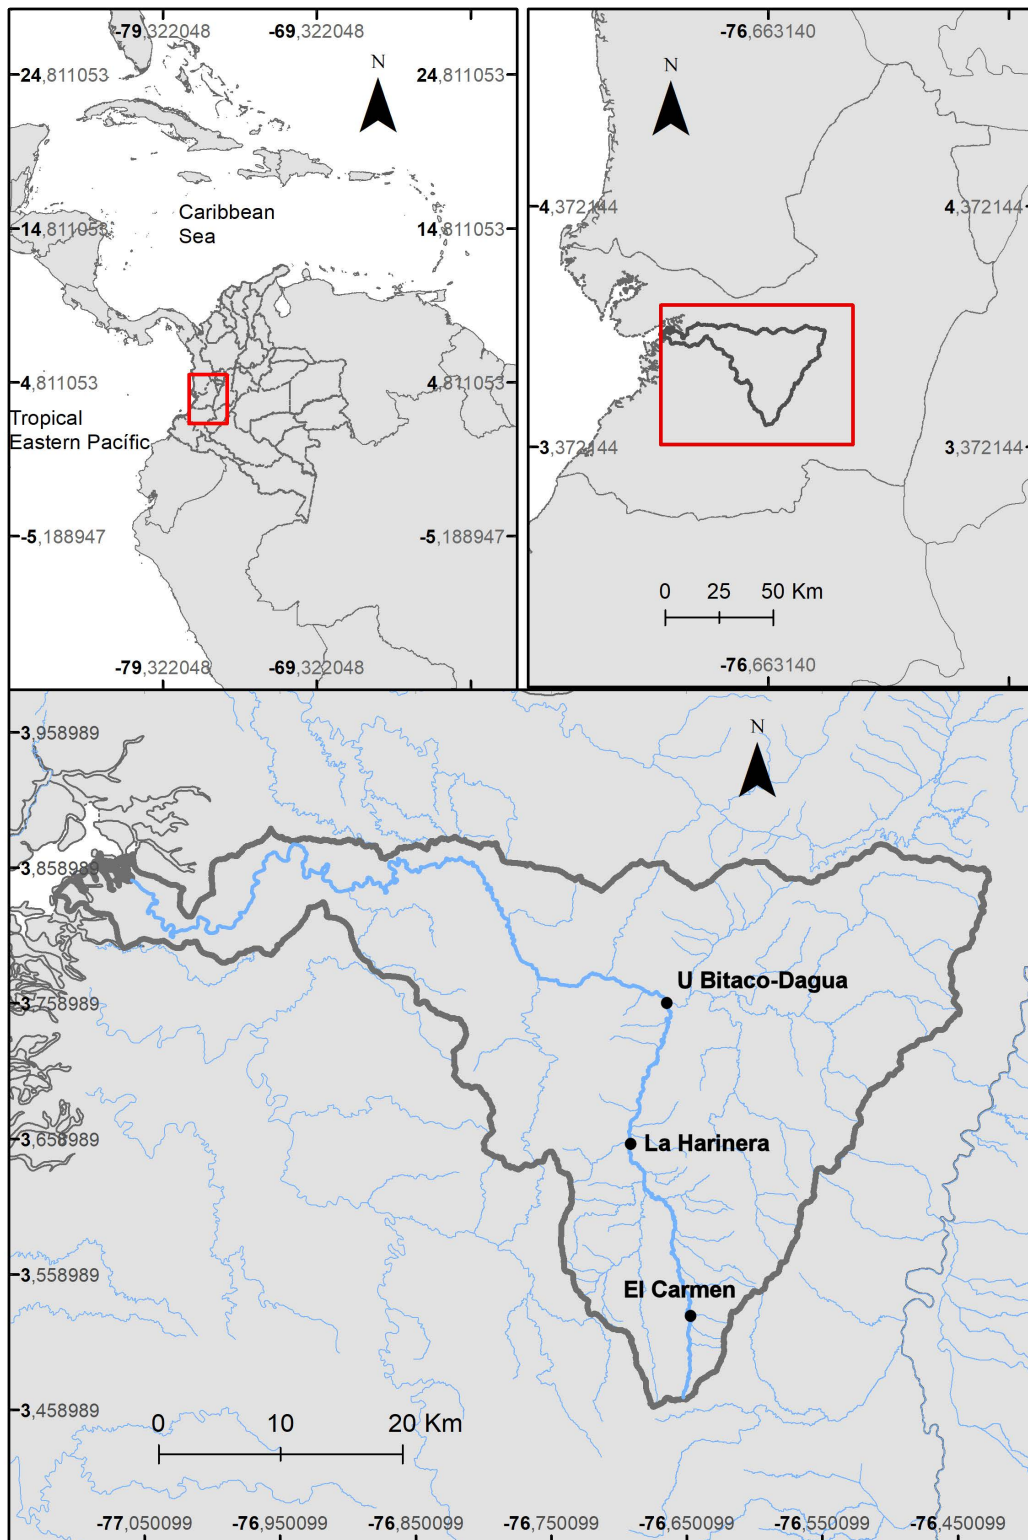 -79,322048 -69,322048
N
24,811053 24,811053
Caribbean
Sea
14,811053 14,811053
4,811053 4,811053
Tropical
Eastern Pacífic
-5,188947 -5,188947
-79,322048 -69,322048
-76,663140
N
4,372144 4,372144
3,372144 3,372144
0 25 50 Km
-76,663140
3,958989
N
3,858989
U Bitaco-Dagua
3,758989
3,658989
La Harinera
3,558989
El Carmen
3,458989
0 10 20 Km
-77,050099 -76,950099 -76,850099 -76,750099 -76,650099 -76,550099 -76,450099